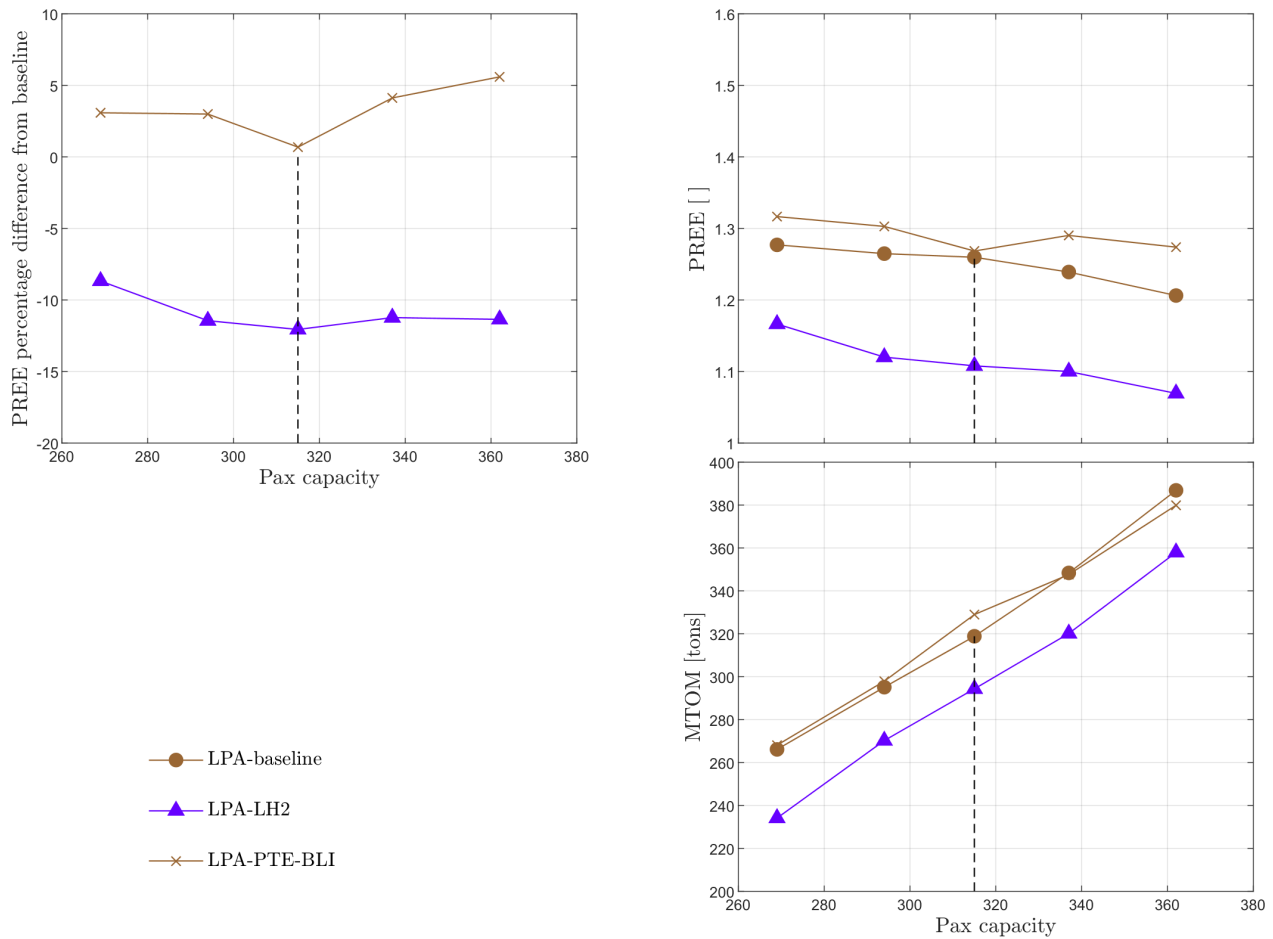 PREE percentage difference from baseline
10
5
0
-5
-10
-15
-20
260 280 300 320 340 360 380
Pax capacity
PREE [ ]
1.6
1.5
1.4
1.3
1.2
1.1
1
MTOM [tons]
400
380
360
340
320
300
280
260
240
220
200
260 280 300 320 340 360 380
Pax capacity
LPA-baseline
LPA-LH2
LPA-PTE-BLI